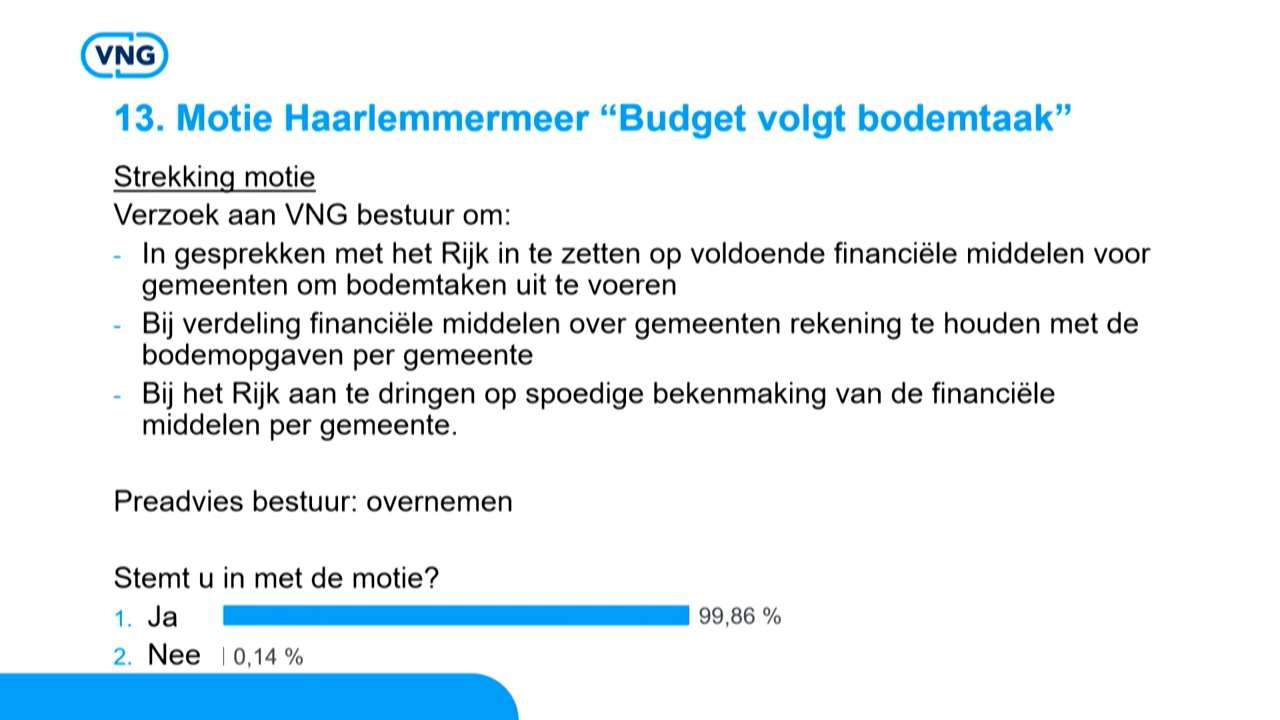 VNG
13. Motie Haarlemmermeer “Budget volgt bodemtaak”
Strekking motie
Verzoek aan VNG bestuur om:
- In gesprekken met het Rijk in te zetten op voldoende financiële middelen voor
gemeenten om bodemtaken uit te voeren
- Bij verdeling financiële middelen over gemeenten rekening te houden met de
bodemopgaven per gemeente
- Bij het Rijk aan te dringen op spoedige bekenmaking van de financiële
middelen per gemeente.
Preadvies bestuur: overnemen
Stemt u in met de motie?
1. Ja 99,86 %
2. Nee 0,14 %